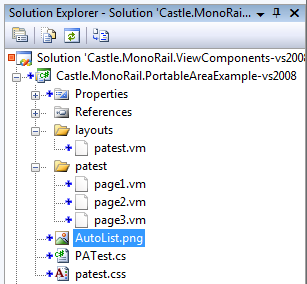 Solution Explorer - Solution 'Castle.MonoRai...
Solution 'Castle.MonoRail.ViewComponents-vs2008
Castle.MonoRail.PortableAreaExample-vs2008
Properties
References
layouts
patest.vm
patest
page1.vm
page2.vm
page3.vm
AutoList.png
PATest.cs
patest.css